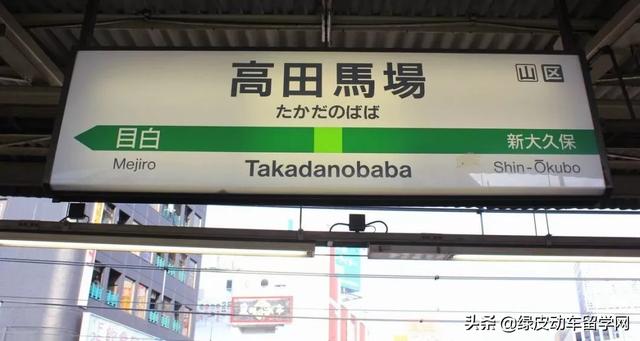 高田馬場
山 区
たかだのばば
目白
新大久保
Mejiro
Takadanobaba
Shin-Ōkubo
头条 @绿皮动车留学网